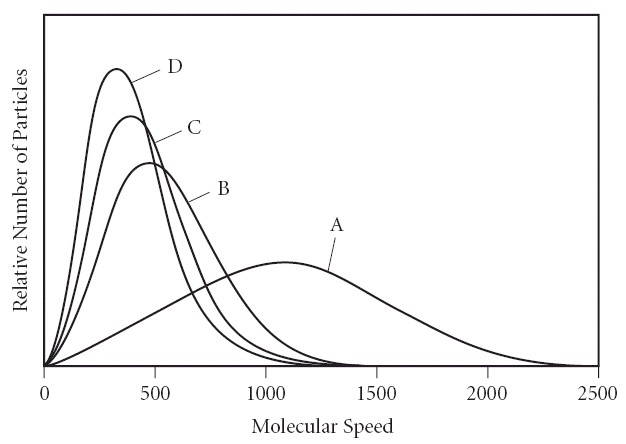 D
C
B
A
Relative Number of Particles
0 500 1000 1500 2000 2500
Molecular Speed